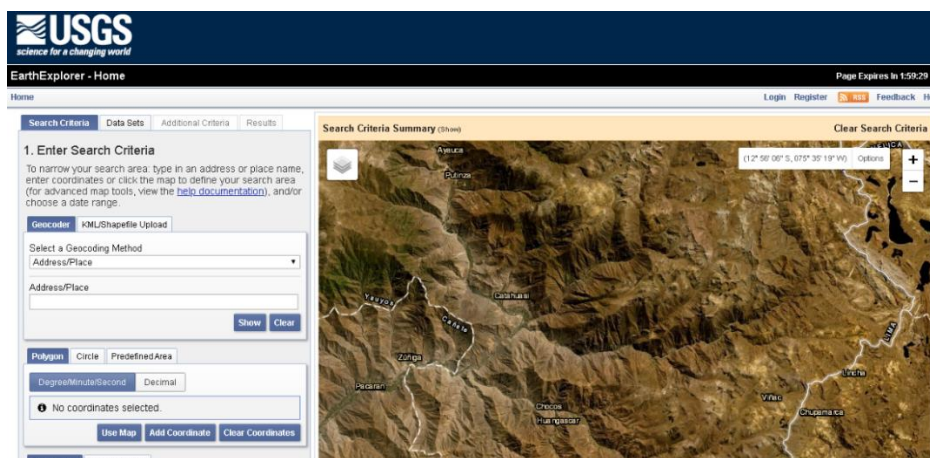 USGS
science for a changing world
EarthExplorer - Home
Page Expires In 1:59:29
Home
Login Register RSS Feedback H
Search Criteria Data Sets Additional Criteria Results
1. Enter Search Criteria
To narrow your search area: type in an address or place name,
enter coordinates or click the map to define your search area
(for advanced map tools, view the help documentation), and/or
choose a date range.
Geocoder KML/Shapefile Upload
Select a Geocoding Method
Address/Place
Address/Place
Show Clear
Polygon Circle Predefined Area
Degree/Minute/Second Decimal
No coordinates selected.
Use Map Add Coordinate Clear Coordinates
Search Criteria Summary (Show)
Clear Search Criteria
(12° 56' 06" S, 075° 35' 19" W) Options
+
-
Ayauca
Putinza
Catahuasi
Yauyos
Cañete
Zúñiga
Pacaran
Chocos
Huangascar
Viñac
Lincha
Chupamarca
LIMA